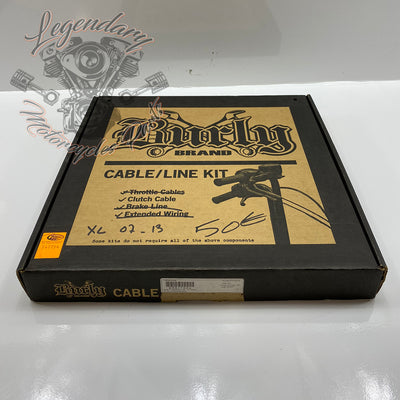 Legendary
Motorcycles
Burly
BRAND
CABLE/LINE KIT
Throttle Cables
Clutch Cable
Brake Line
Extended Wiring
XL 07-13 50€
Some kits do not require all of the above components
Burly CABLE